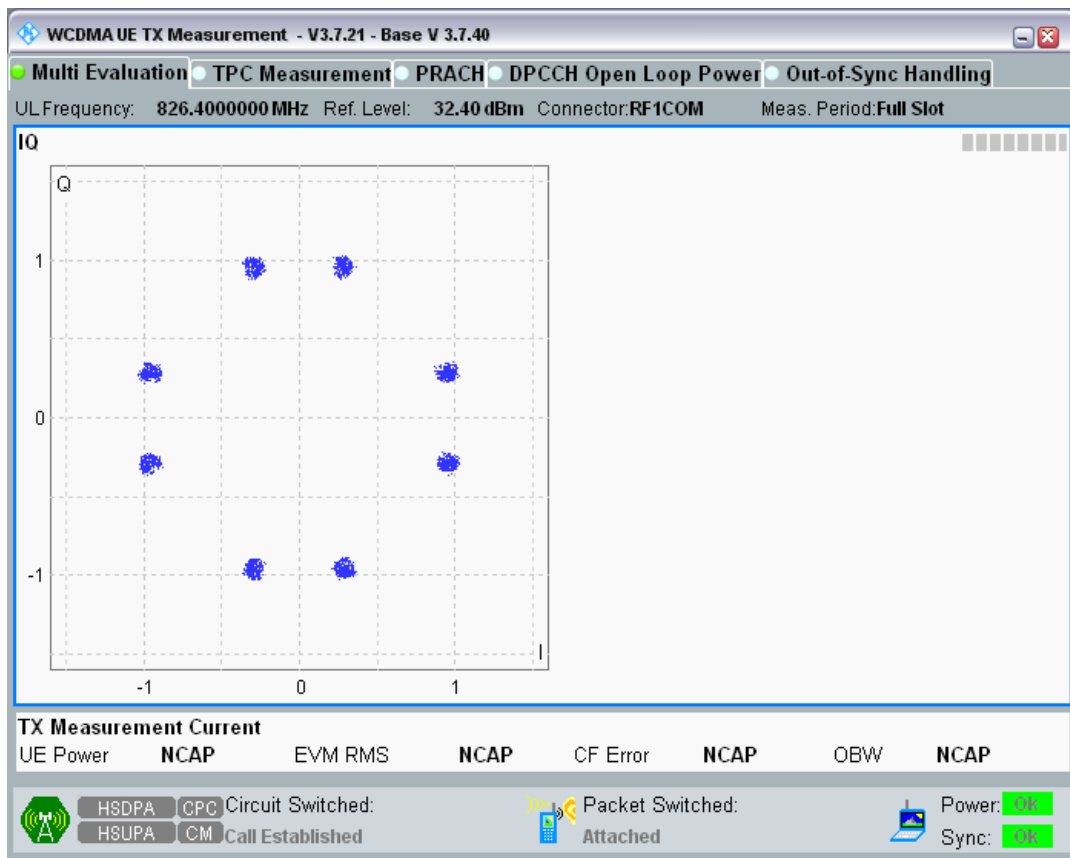 WCDMA UE TX Measurement - V3.7.21 - Base V 3.7.40
Multi Evaluation TPC Measurement PRACH DPCCH Open Loop Power Out-of-Sync Handling
UL Frequency: 826.4000000 MHz Ref. Level: 32.40 dBm Connector:RF1COM Meas. Period:Full Slot
IQ
Q
1
0
-1
I
-1 0 1
TX Measurement Current
UE Power NCAP EVM RMS NCAP CF Error NCAP OBW NCAP
HSDPA CPC Circuit Switched: Packet Switched: Power: Ok
HSUPA CM Call Established Attached Sync: Ok